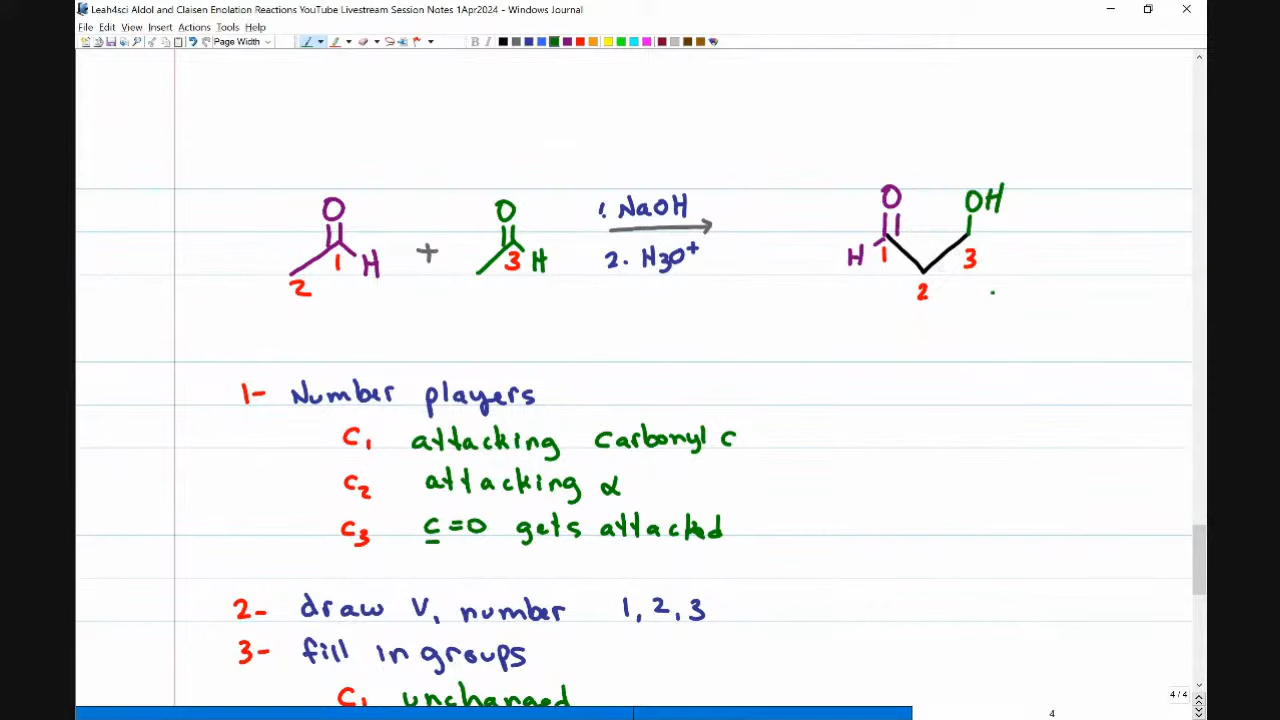 Leah4sci Aldol and Claisen Enolation Reactions YouTube Livestream Session Notes 1Apr2024 - Windows Journal
File Edit View Insert Actions Tools Help
Page Width B I
O O 1. NaOH O OH
1 H + 3 H 2. H3O+ H 1 3
2 2
1- Number players
C1 attacking carbonyl c
C2 attacking α
C3 c=O gets attacked
2- draw V, number 1, 2, 3
3- fill in groups
C1 unchanged
4/4
4